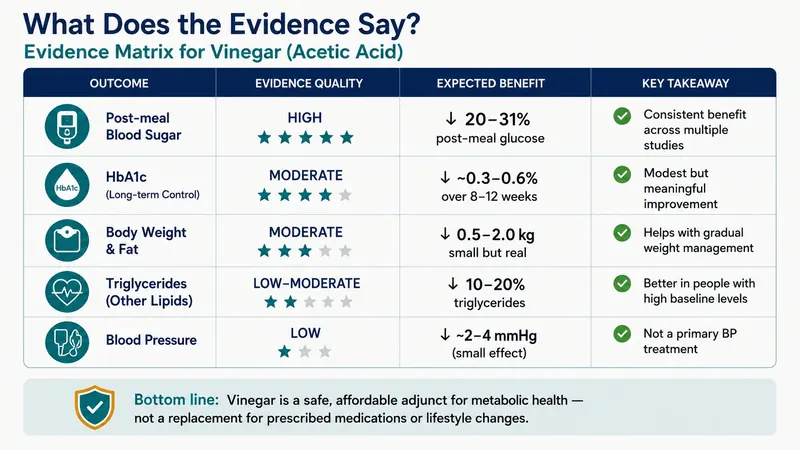 What Does the Evidence Say?
Evidence Matrix for Vinegar (Acetic Acid)
OUTCOME
EVIDENCE QUALITY
EXPECTED BENEFIT
KEY TAKEAWAY
Post-meal
Blood Sugar
HIGH
↓ 20–31%
post-meal glucose
Consistent benefit
across multiple
studies
HbA1c
HbA1c
(Long-term Control)
MODERATE
↓ ~0.3–0.6%
over 8–12 weeks
Modest but
meaningful
improvement
Body Weight
& Fat
MODERATE
↓ 0.5–2.0 kg
small but real
Helps with gradual
weight management
Triglycerides
(Other Lipids)
LOW–MODERATE
↓ 10–20%
triglycerides
Better in people with
high baseline levels
Blood Pressure
LOW
↓ ~2–4 mmHg
(small effect)
Not a primary BP
treatment
Bottom line: Vinegar is a safe, affordable adjunct for metabolic health —
not a replacement for prescribed medications or lifestyle changes.